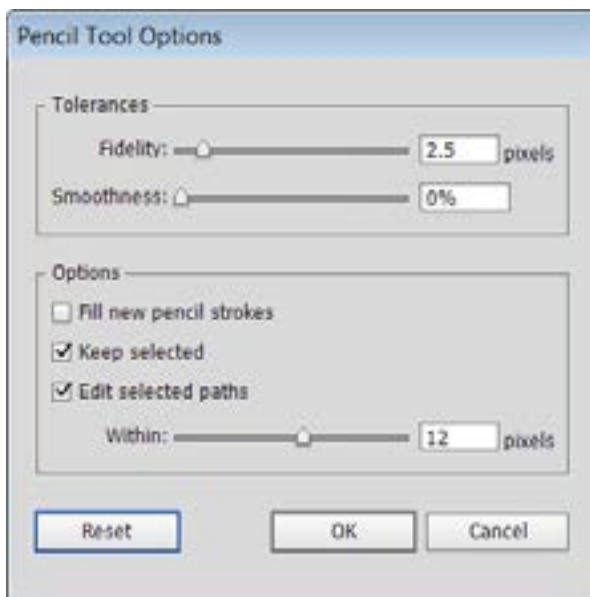 Pencil Tool Options
Tolerances
Fidelity: 2.5 pixels
Smoothness: 0%
Options
Fill new pencil strokes
Keep selected
Edit selected paths
Within: 12 pixels
Reset OK Cancel